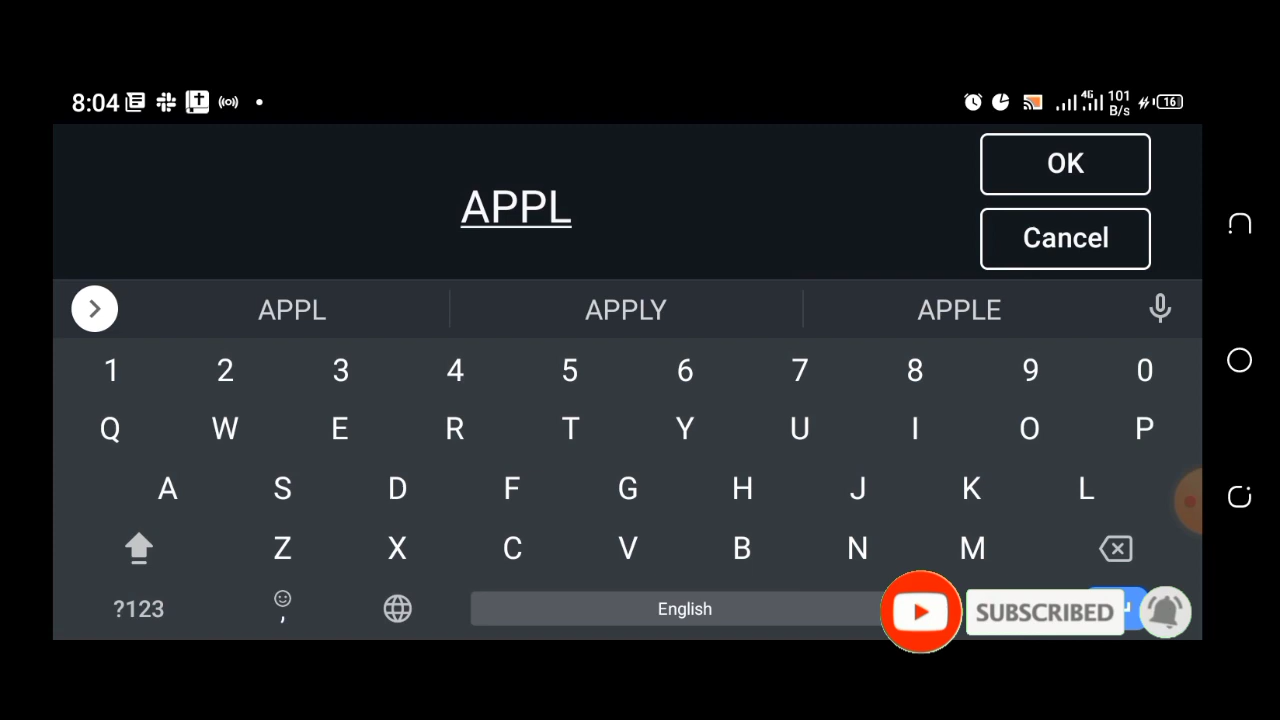 8:04 4G 101 B/s 16
OK
APPL
Cancel
APPL APPLY APPLE
1 2 3 4 5 6 7 8 9 0
Q W E R T Y U I O P
A S D F G H J K L
Z X C V B N M
?123 , English SUBSCRIBED